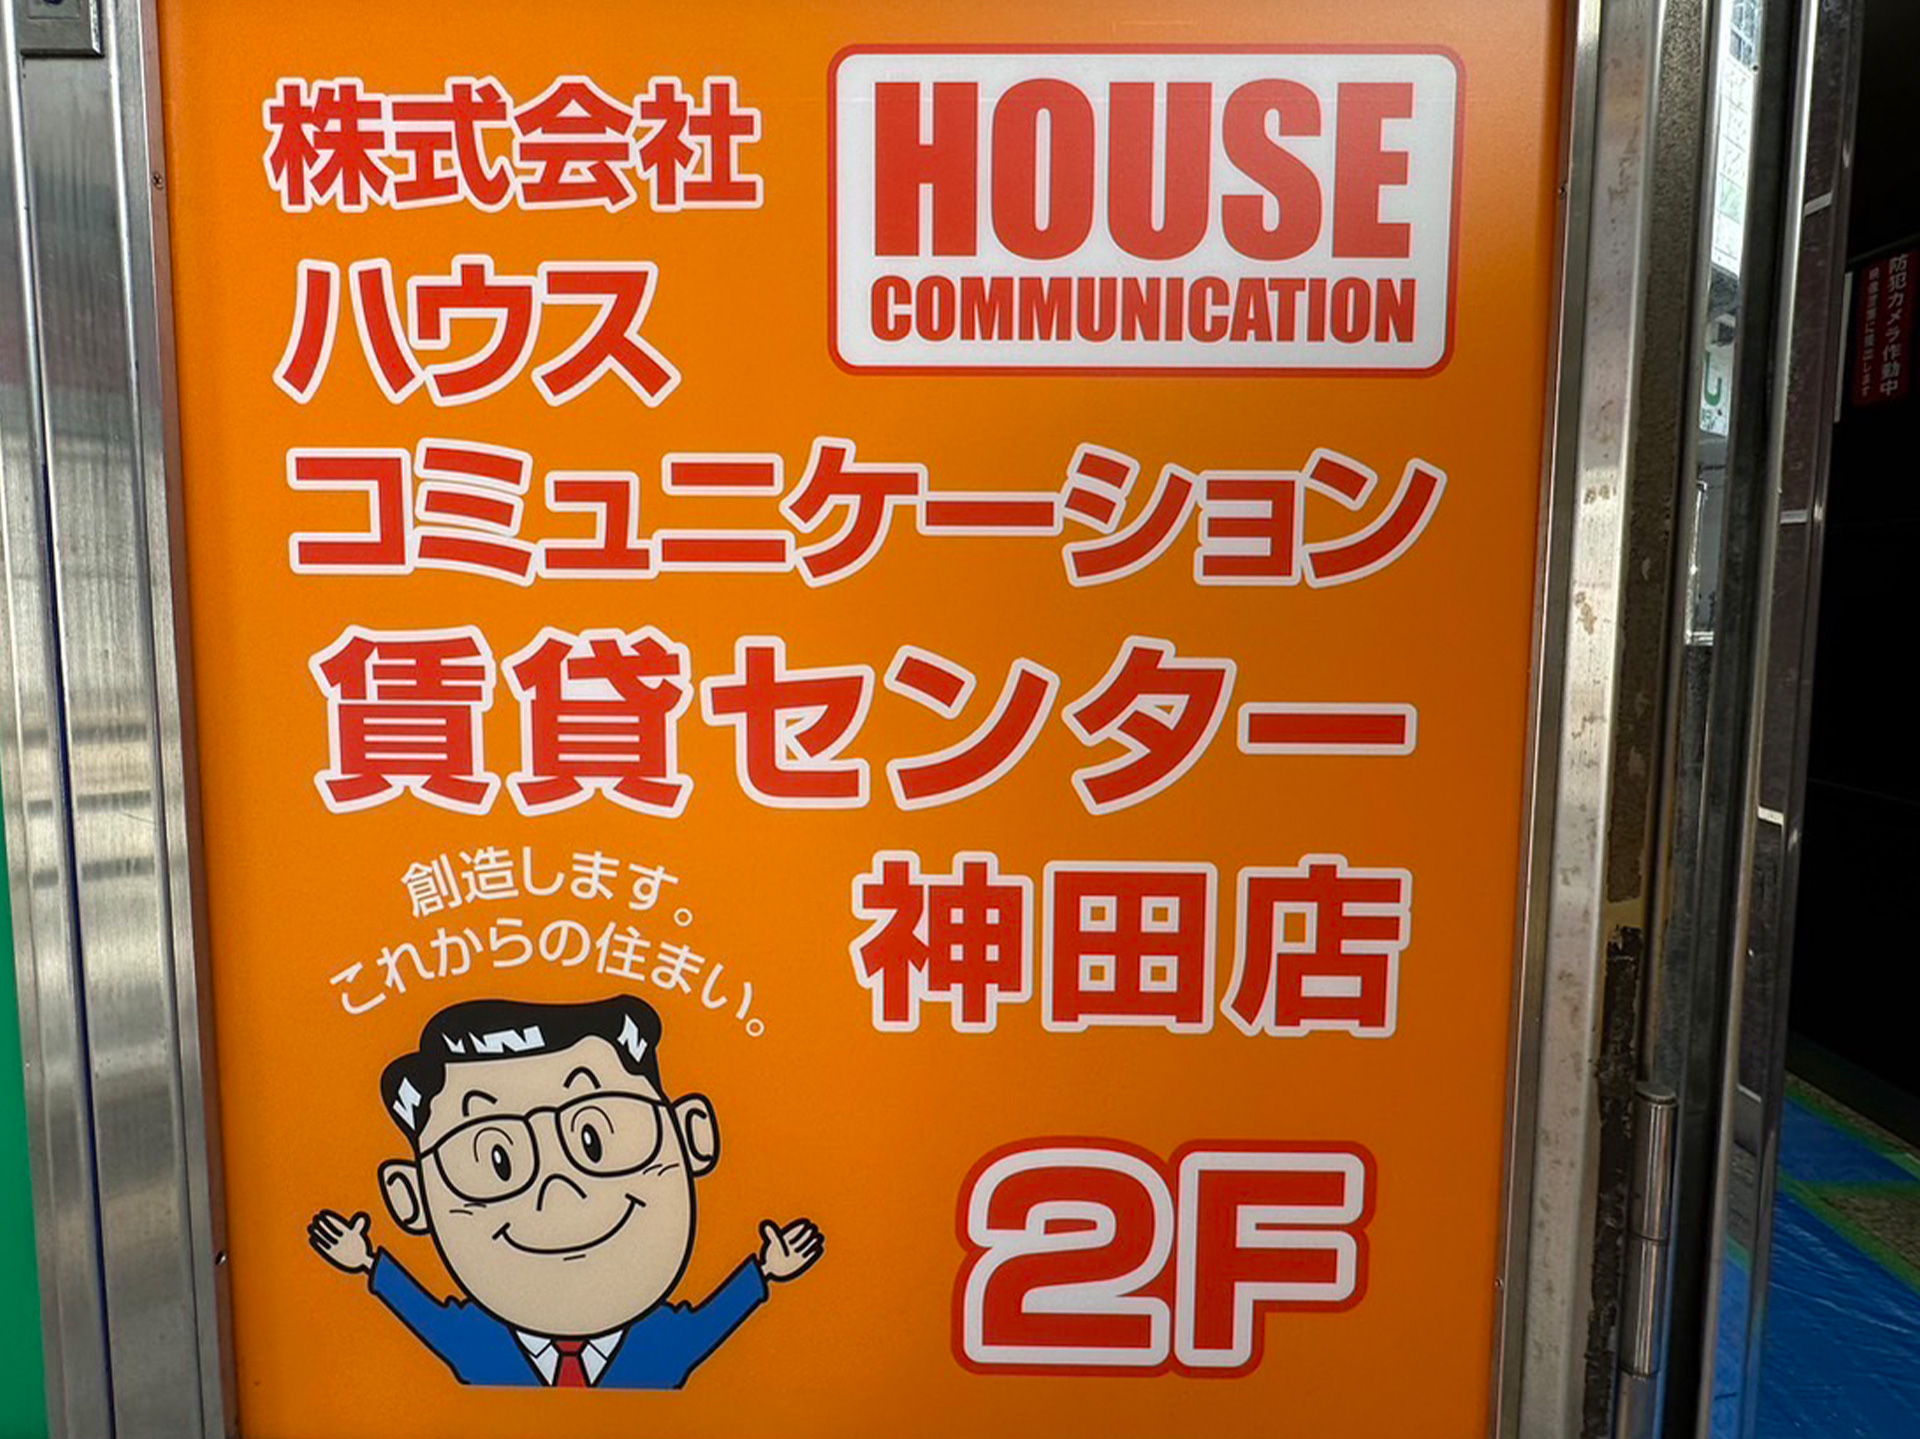 株式会社
HOUSE
COMMUNICATION
ハウス
コミュニケーション
賃貸センター
創造します。
これからの住まい。
神田店
2F
防犯カメラ作動中